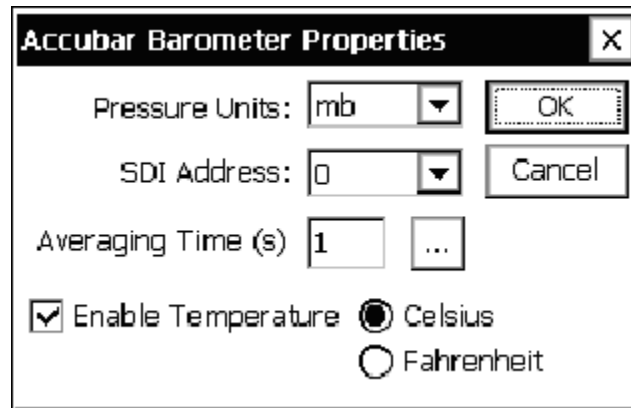 Accubar Barometer Properties
Pressure Units: mb OK
SDI Address: 0 Cancel
Averaging Time (s) 1 ...
Enable Temperature Celsius
Fahrenheit